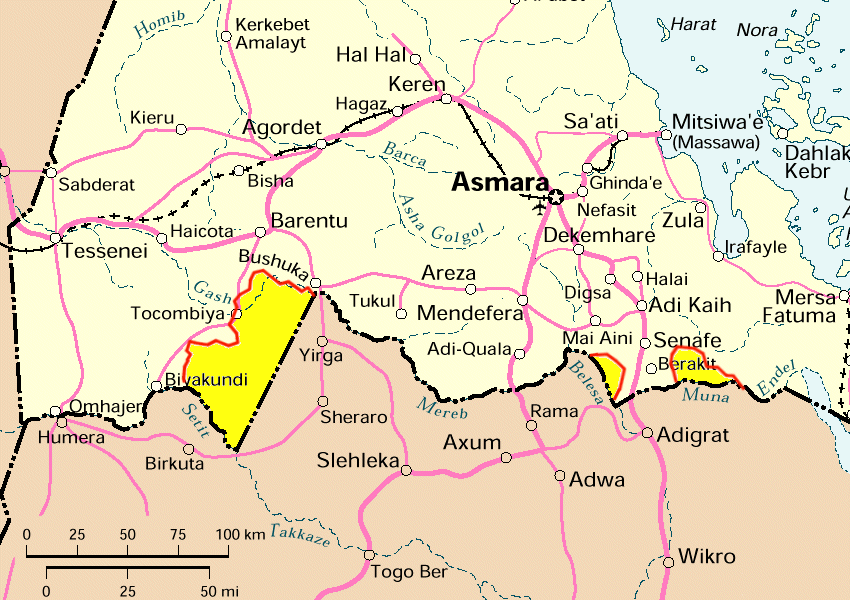 Harat
Nora
Homib
Kerkebet
Amalayt
Hal Hal
Keren
Hagaz
Kieru
Agordet
Sa'ati
Mitsiwa'e
(Massawa)
Barca
Dahlak
Kebr
Sabderat
Bisha
Asmara
Ghinda'e
Nefasit
Zula
Asha Golgol
Barentu
Haicota
Tessenei
Dekemhare
Irafayle
Bushuka
Areza
Halai
Gash
Tukul
Digsa
Mersa
Fatuma
Tocombiya
Mendefera
Adi Kaih
Mai Aini
Senafe
Yirga
Adi-Quala
Berakit
Endel
Biyakundi
Belesa
Muna
Omhajer
Setit
Sheraro
Mereb
Rama
Humera
Axum
Adigrat
Birkuta
Slehleka
Adwa
Takkaze
0 25 50 75 100 km
0 25 50 mi
Togo Ber
Wikro